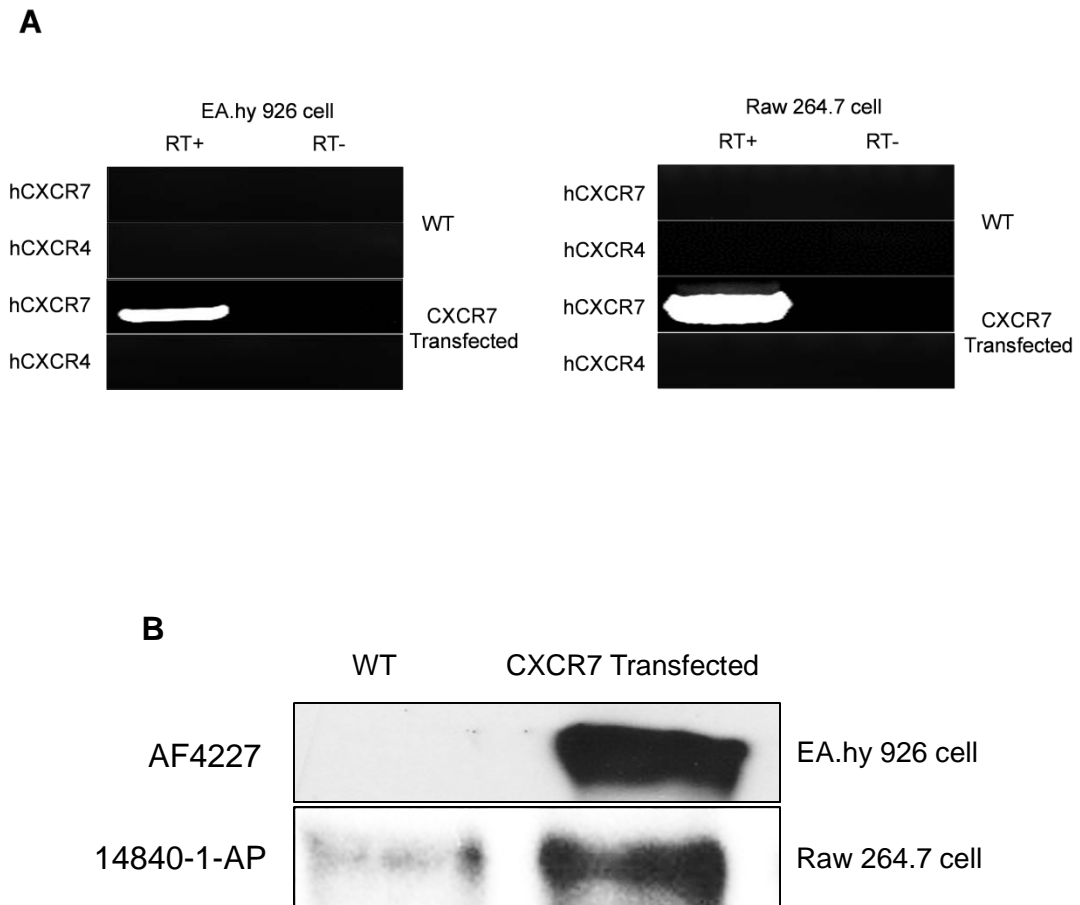 A
EA.hy 926 cell
RT+ RT-
hCXCR7
hCXCR4
WT
hCXCR7
hCXCR4
CXCR7
Transfected
Raw 264.7 cell
RT+ RT-
hCXCR7
hCXCR4
WT
hCXCR7
hCXCR4
CXCR7
Transfected
B
WT CXCR7 Transfected
AF4227 EA.hy 926 cell
14840-1-AP Raw 264.7 cell